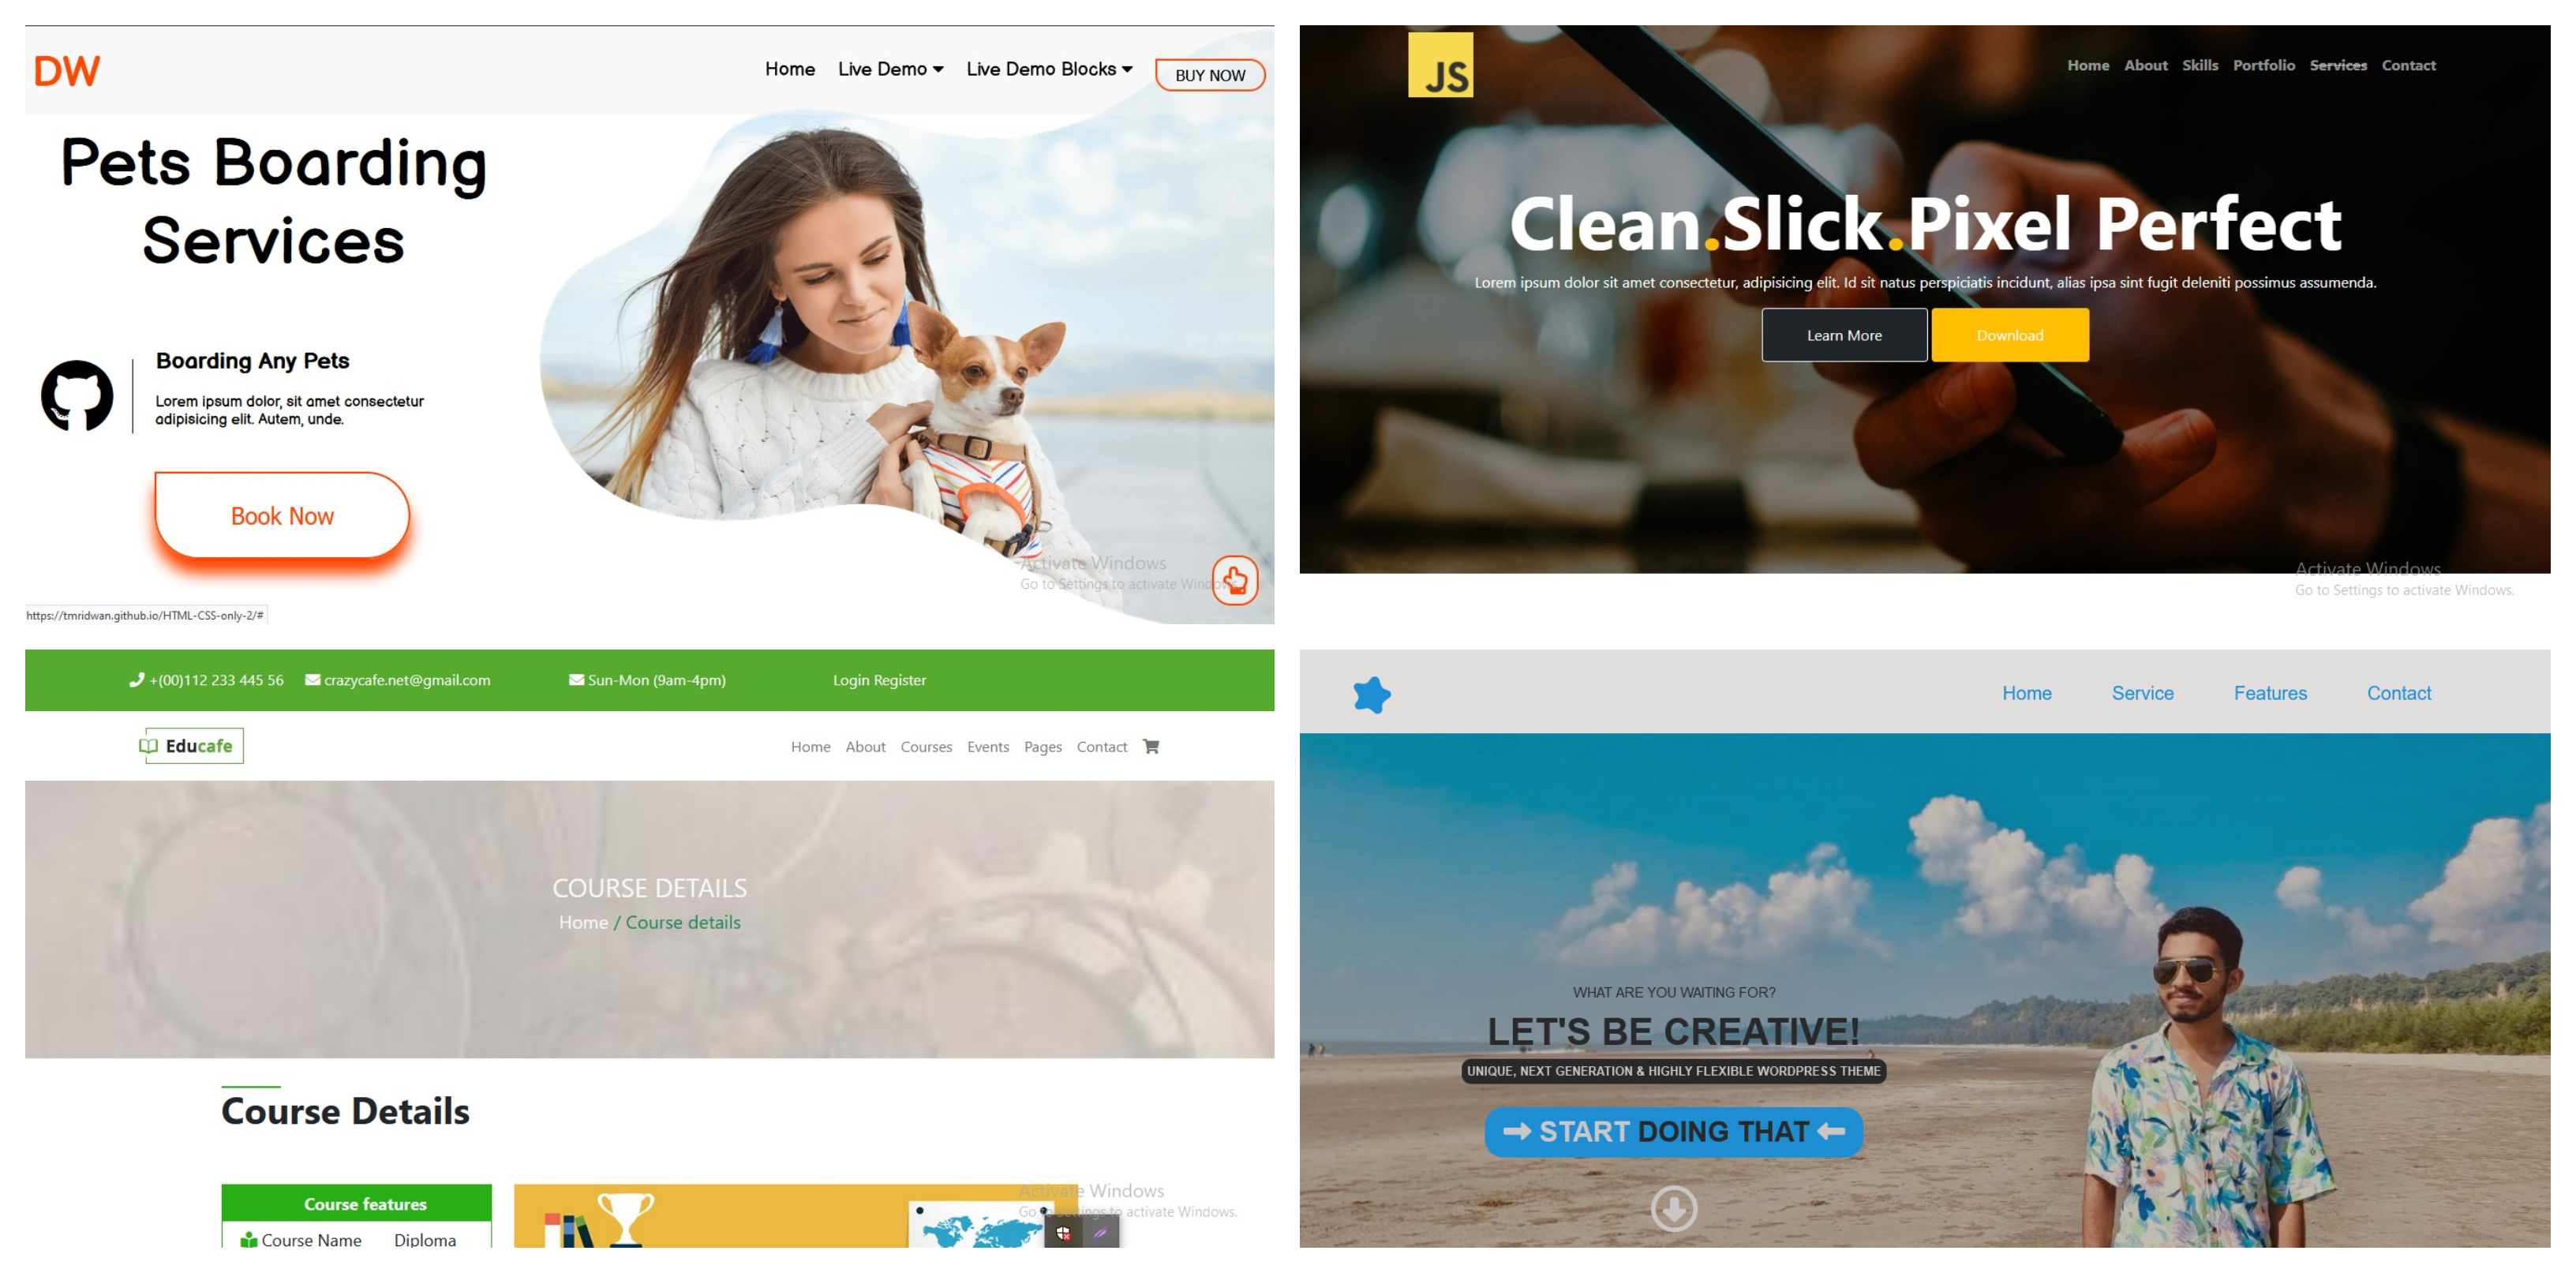 DW
Home Live Demo Live Demo Blocks BUY NOW
Pets Boarding
Services
Boarding Any Pets
Lorem ipsum dolor, sit amet consectetur
adipisicing elit. Autem, unde.
Book Now
Activate Windows
Go to Settings to activate Windows.
https://tmridwan.github.io/HTML-CSS-only-2/#
JS
Home About Skills Portfolio Services Contact
Clean.Slick.Pixel Perfect
Lorem ipsum dolor sit amet consectetur, adipisicing elit. Id sit natus perspiciatis incidunt, alias ipsa sint fugit deleniti possimus assumenda.
Learn More Download
Activate Windows
Go to Settings to activate Windows.
+(00)112 233 445 56 crazycafe.net@gmail.com Sun-Mon (9am-4pm) Login Register
Educafe
Home About Courses Events Pages Contact
COURSE DETAILS
Home / Course details
Course Details
Course features
Course Name Diploma
Activate Windows
Go to Settings to activate Windows.
Home Service Features Contact
WHAT ARE YOU WAITING FOR?
LET'S BE CREATIVE!
UNIQUE, NEXT GENERATION & HIGHLY FLEXIBLE WORDPRESS THEME
START DOING THAT